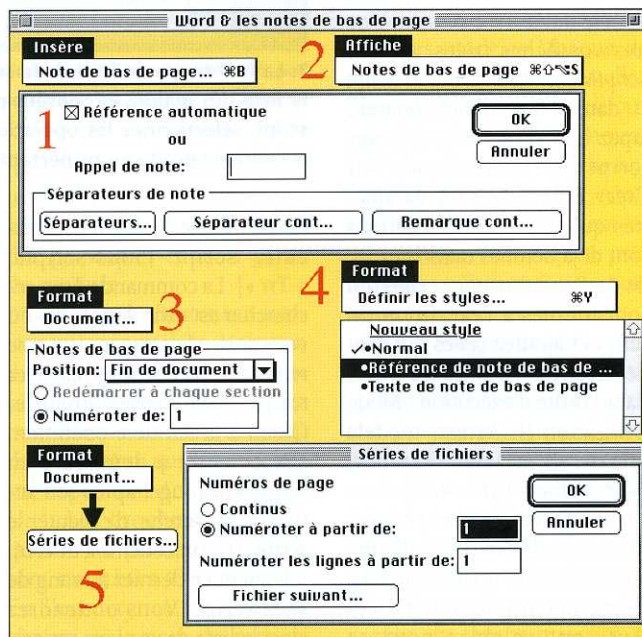 Word & les notes de bas de page
Insère
Note de bas de page... ⌘B
2
Affiche
Notes de bas de page ⌘⇧⌥S
1
Référence automatique
ou
Appel de note:
OK
Annuler
Séparateurs de note
Séparateurs...
Séparateur cont...
Remarque cont...
Format
Document...
3
Notes de bas de page
Position: Fin de document
Redémarrer à chaque section
Numéroter de: 1
4
Format
Définir les styles... ⌘Y
Nouveau style
✓•Normal
•Référence de note de bas de ...
•Texte de note de bas de page
Format
Document...
Séries de fichiers...
5
Séries de fichiers
Numéros de page
Continus
Numéroter à partir de: 1
Numéroter les lignes à partir de: 1
Fichier suivant...
OK
Annuler